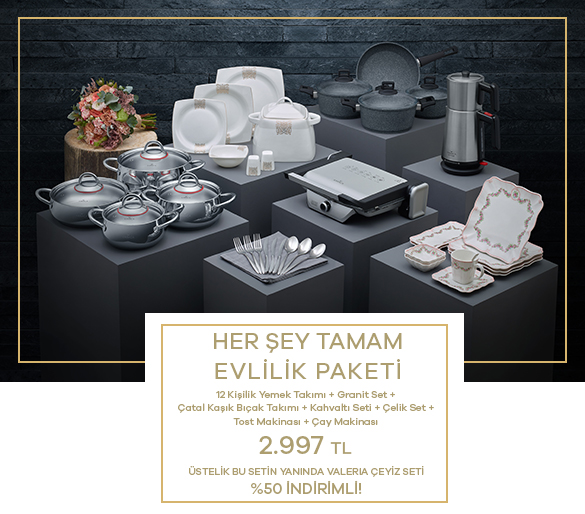 HER ŞEY TAMAM
EVLİLİK PAKETİ
12 Kişilik Yemek Takımı + Granit Set +
Çatal Kaşık Bıçak Takımı + Kahvaltı Seti + Çelik Set +
Tost Makinası + Çay Makinası
2.997 TL
ÜSTELİK BU SETİN YANINDA VALERIA ÇEYİZ SETİ
%50 İNDİRİMLİ!